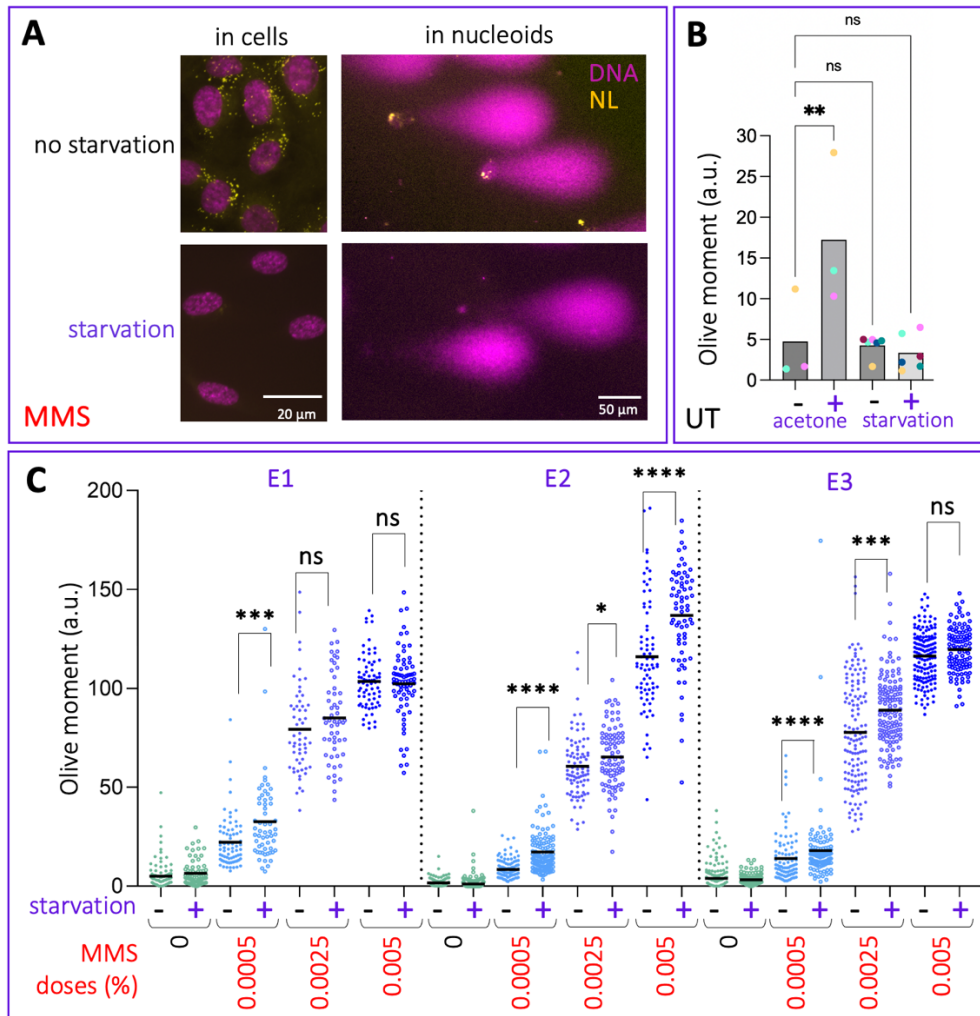 A
in cells
in nucleoids
DNA
NL
no starvation
starvation
20 µm
50 µm
MMS
B
ns
ns
**
30
25
20
15
10
5
0
Olive moment (a.u.)
- + - +
UT
acetone
starvation
C
E1
E2
E3
200
150
100
50
0
Olive moment (a.u.)
***
ns
ns
****
*
****
****
***
ns
starvation
- + - + - + - + - + - + - + - + - + - + - + - +
MMS
doses (%)
0
0.0005
0.0025
0.005
0
0.0005
0.0025
0.005
0
0.0005
0.0025
0.005